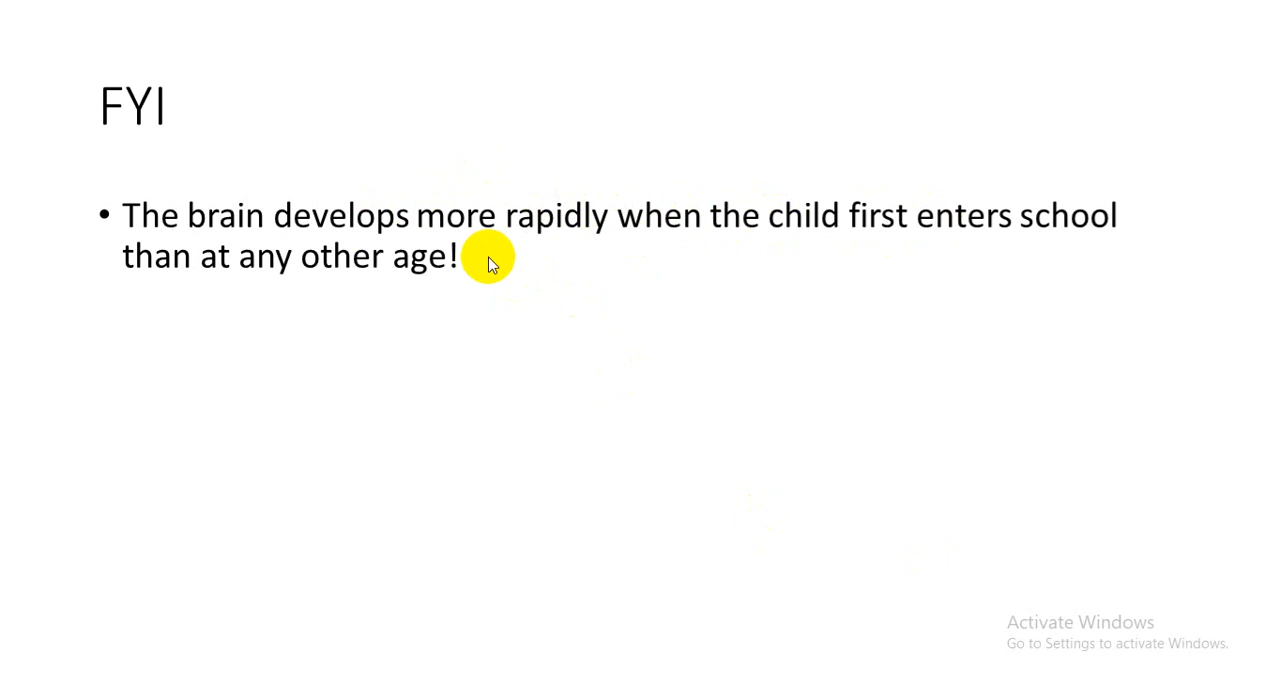 FYI
• The brain develops more rapidly when the child first enters school
than at any other age!
Activate Windows
Go to Settings to activate Windows.